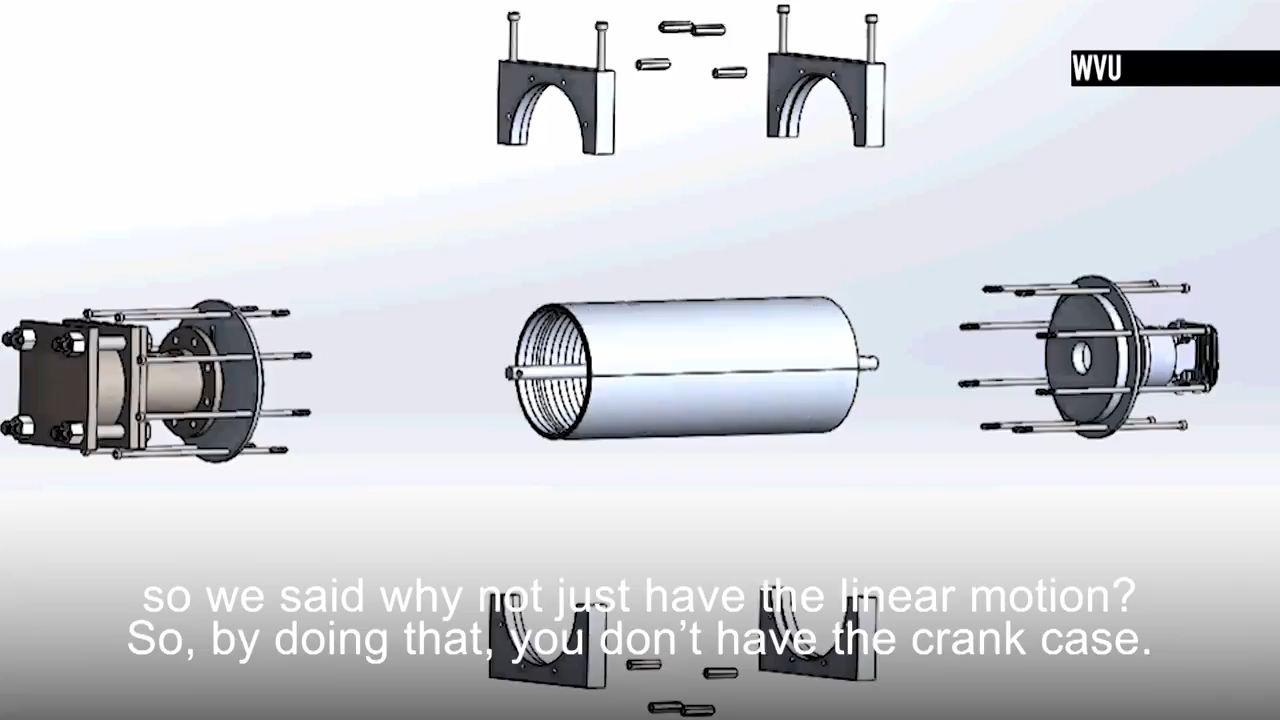 WVU
so we said why not just have the linear motion?
So, by doing that, you don’t have the crank case.